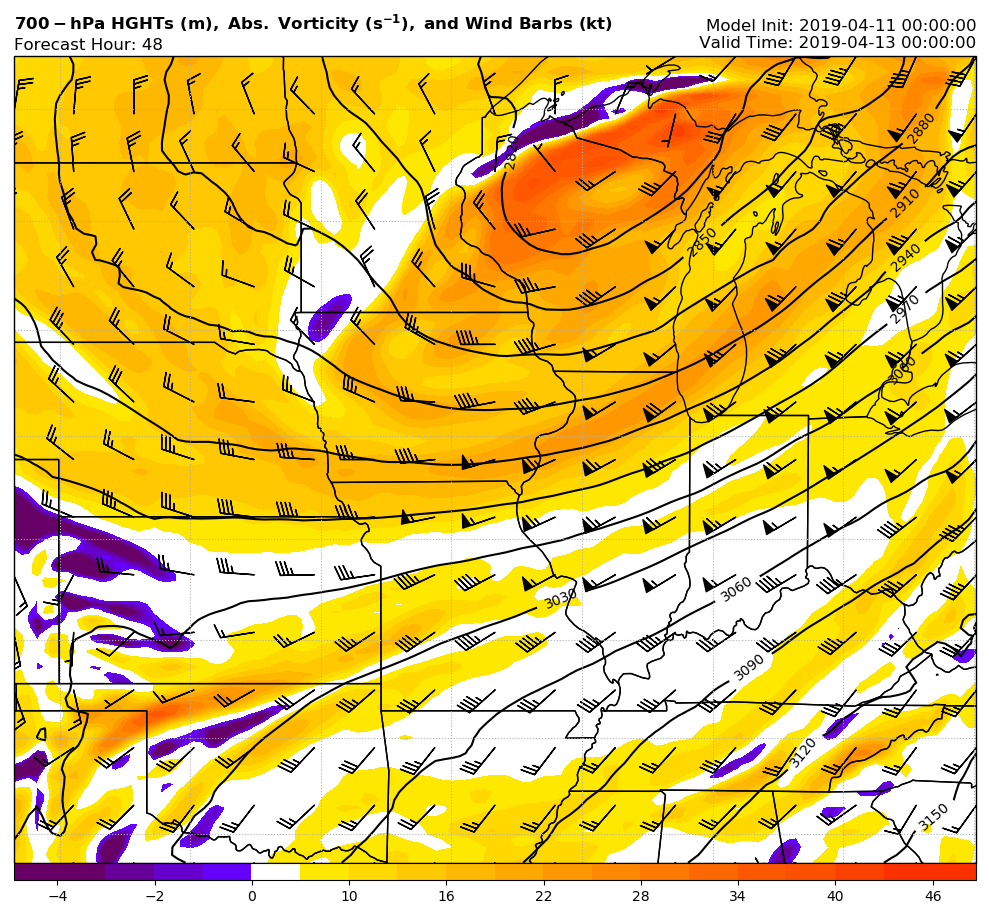 700 − hPa HGHTs (m), Abs. Vorticity (s⁻¹), and Wind Barbs (kt)
Model Init: 2019-04-11 00:00:00
Forecast Hour: 48
Valid Time: 2019-04-13 00:00:00
2880
2820
2910
2850
2940
2970
3000
3060
3030
3090
3120
3150
−4 −2 0 10 16 22 28 34 40 46